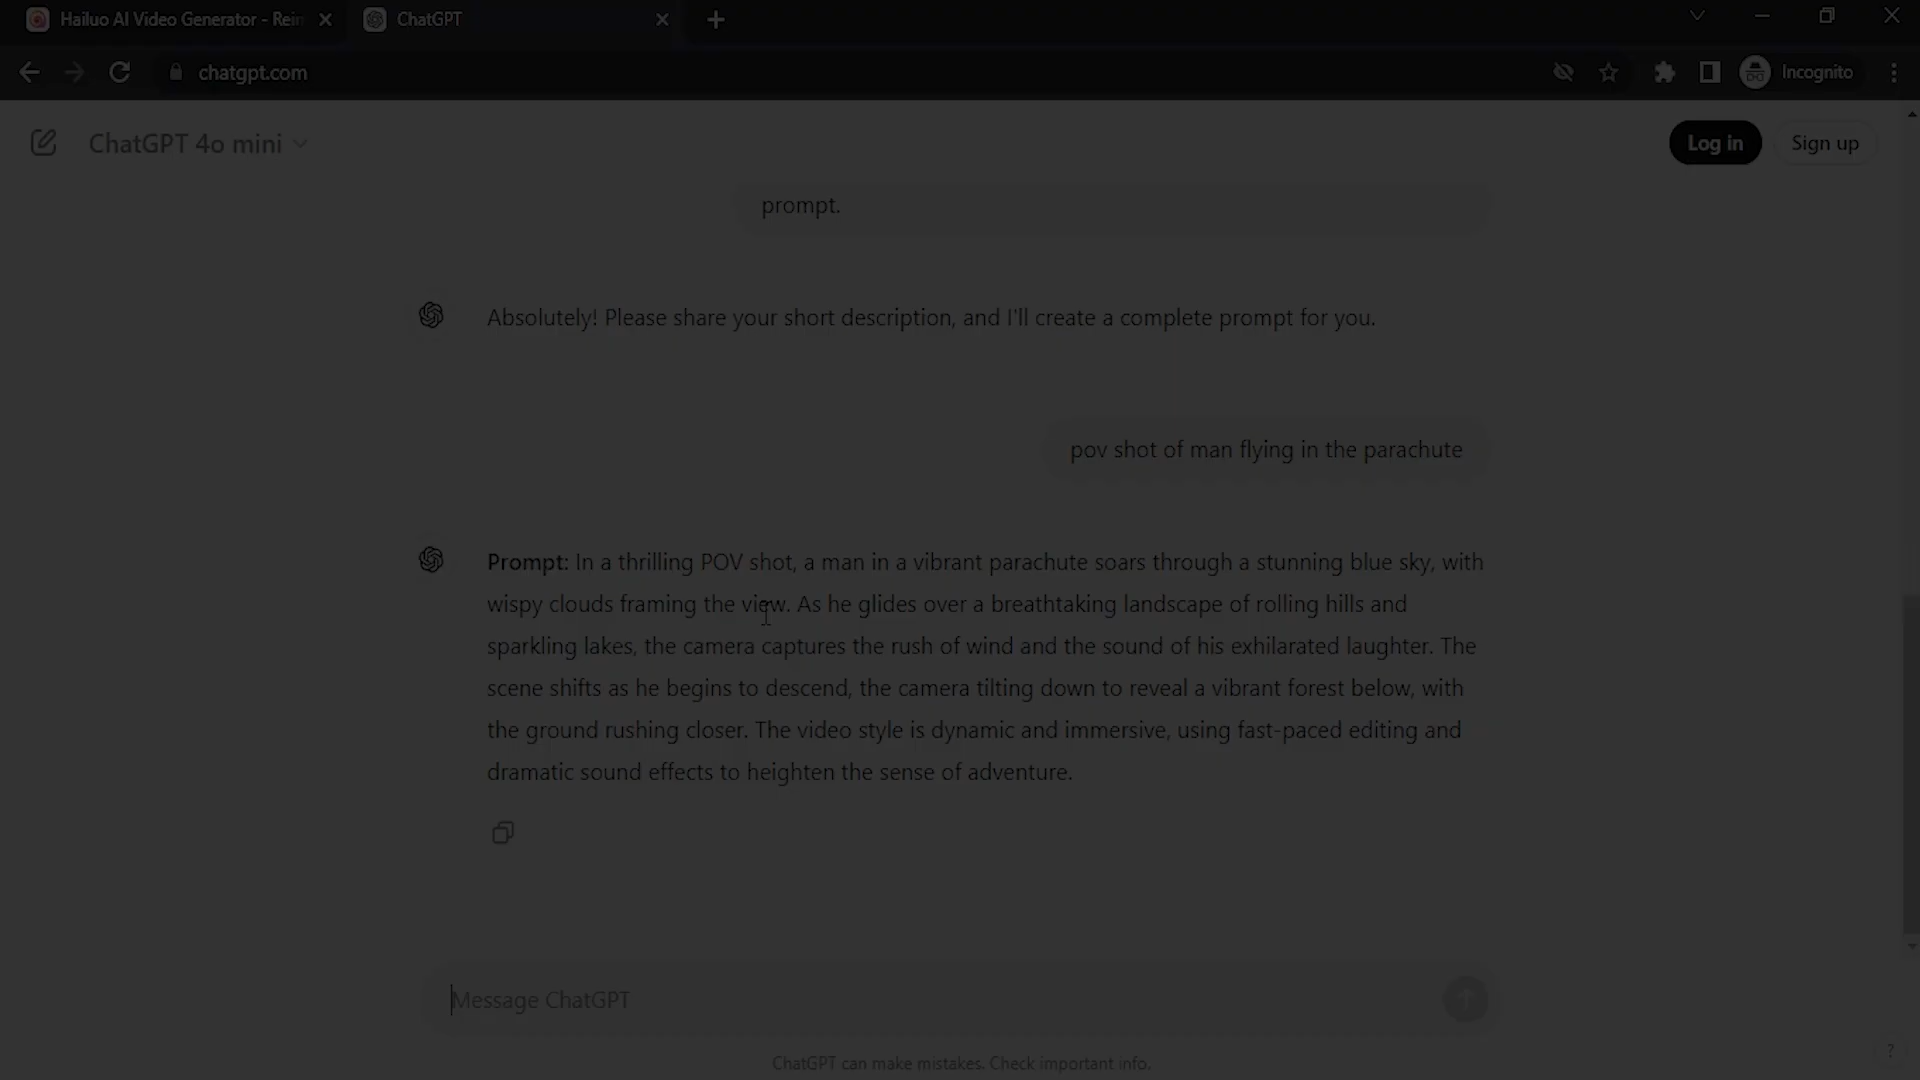 Hailuo AI Video Generator - Rein
ChatGPT
chatgpt.com
Incognito
ChatGPT 4o mini
Log in
Sign up
prompt.
Absolutely! Please share your short description, and I'll create a complete prompt for you.
pov shot of man flying in the parachute
Prompt: In a thrilling POV shot, a man in a vibrant parachute soars through a stunning blue sky, with
wispy clouds framing the view. As he glides over a breathtaking landscape of rolling hills and
sparkling lakes, the camera captures the rush of wind and the sound of his exhilarated laughter. The
scene shifts as he begins to descend, the camera tilting down to reveal a vibrant forest below, with
the ground rushing closer. The video style is dynamic and immersive, using fast-paced editing and
dramatic sound effects to heighten the sense of adventure.
Message ChatGPT
ChatGPT can make mistakes. Check important info.
?